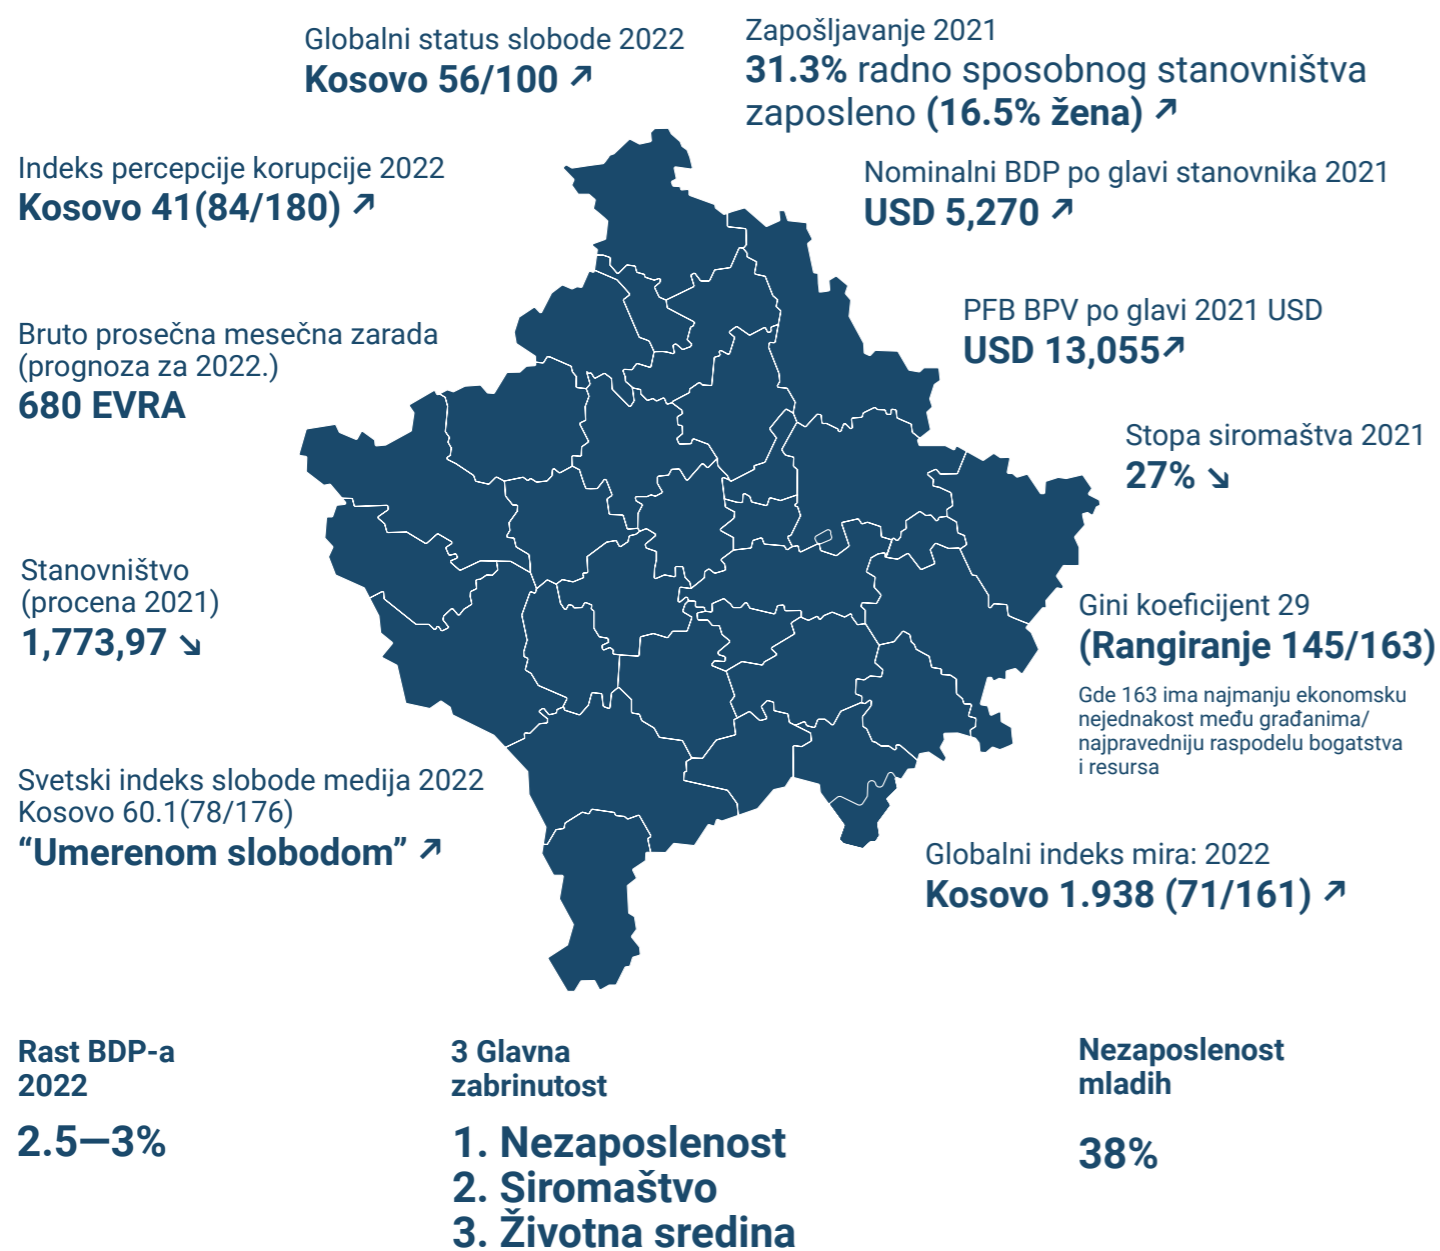 Globalni status slobode 2022
Kosovo 56/100 ↗
Zapošljavanje 2021
31.3% radno sposobnog stanovništva
zaposleno (16.5% žena) ↗
Indeks percepcije korupcije 2022
Kosovo 41(84/180) ↗
Nominalni BDP po glavi stanovnika 2021
USD 5,270 ↗
Bruto prosečna mesečna zarada
(prognoza za 2022.)
680 EVRA
PFB BPV po glavi 2021 USD
USD 13,055↗
Stopa siromaštva 2021
27% ↘
Stanovništvo
(procena 2021)
1,773,97 ↘
Gini koeficijent 29
(Rangiranje 145/163)
Gde 163 ima najmanju ekonomsku
nejednakost među građanima/
najpravedniju raspodelu bogatstva
i resursa
Svetski indeks slobode medija 2022
Kosovo 60.1(78/176)
“Umerenom slobodom” ↗
Globalni indeks mira: 2022
Kosovo 1.938 (71/161) ↗
Rast BDP-a
2022
2.5—3%
3 Glavna
zabrinutost
1. Nezaposlenost
2. Siromaštvo
3. Životna sredina
Nezaposlenost
mladih
38%